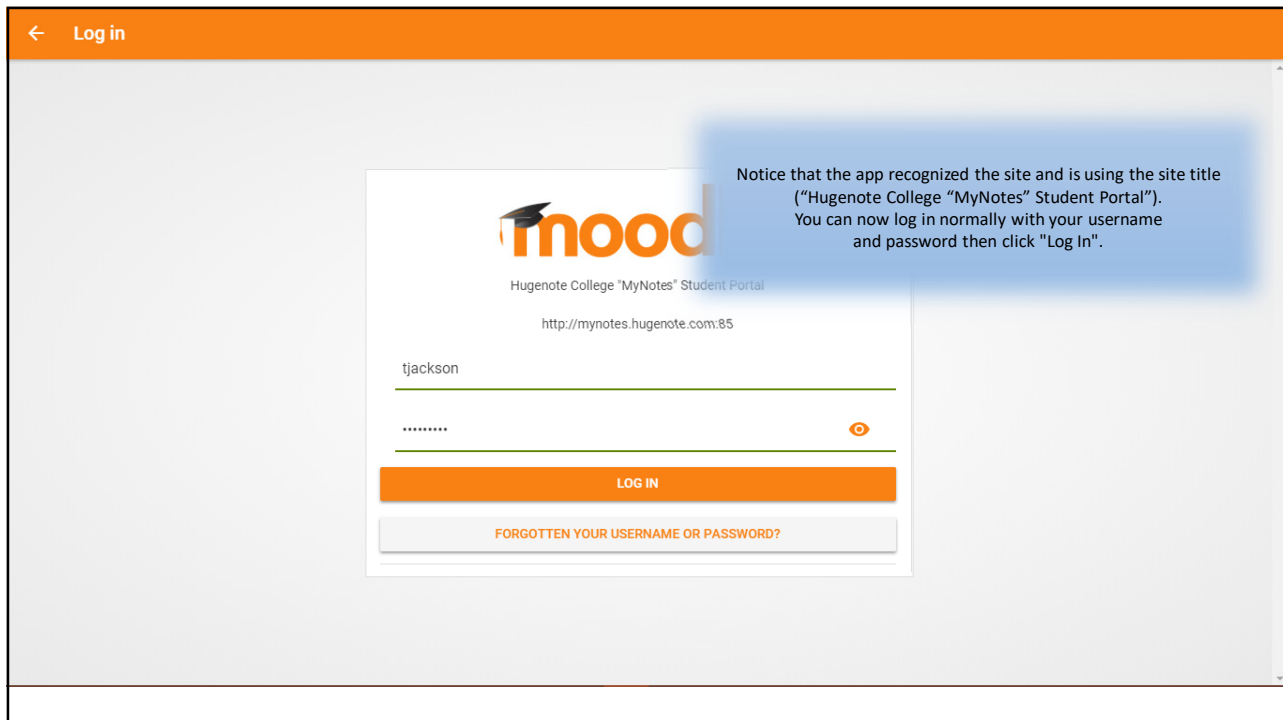 Log in
Notice that the app recognized the site and is using the site title
(“Hugenote College “MyNotes” Student Portal”).
You can now log in normally with your username
and password then click "Log In".
mood
Hugenote College "MyNotes" Student Portal
http://mynotes.hugenote.com:85
tjackson
•••••••••
LOG IN
FORGOTTEN YOUR USERNAME OR PASSWORD?